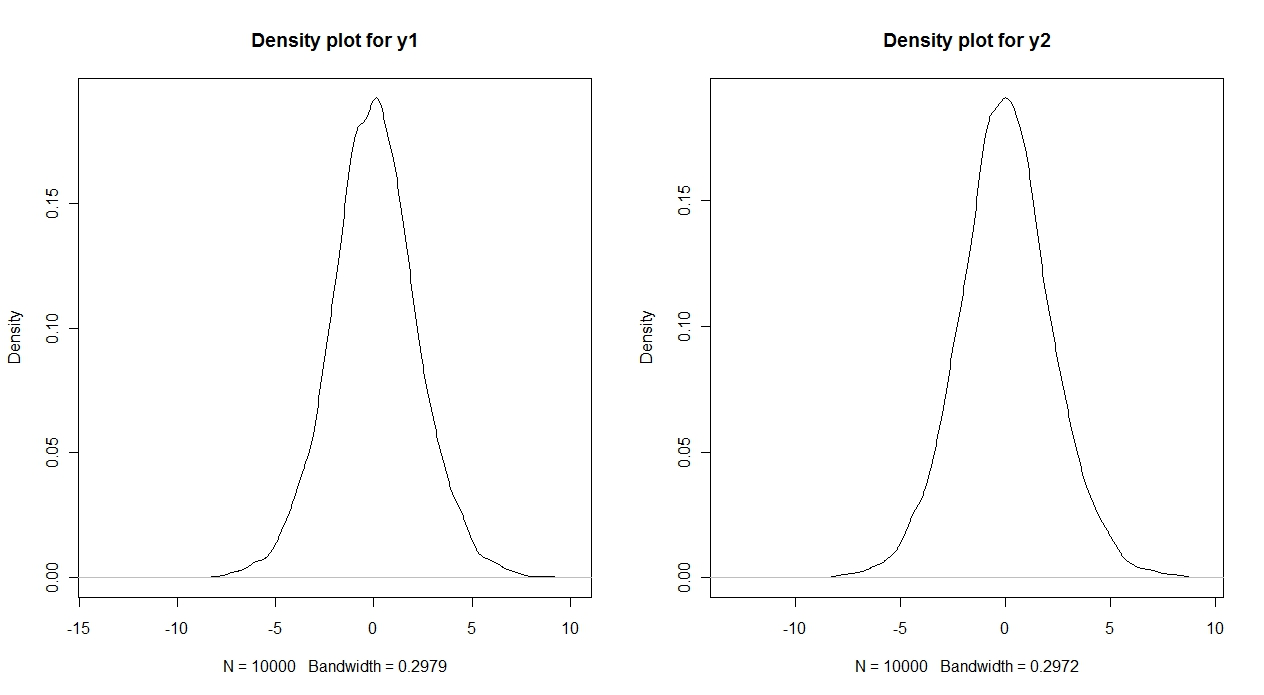 Density plot for y1
Density
0.15
0.10
0.05
0.00
-15 -10 -5 0 5 10
N = 10000 Bandwidth = 0.2979
Density plot for y2
Density
0.15
0.10
0.05
0.00
-10 -5 0 5 10
N = 10000 Bandwidth = 0.2972